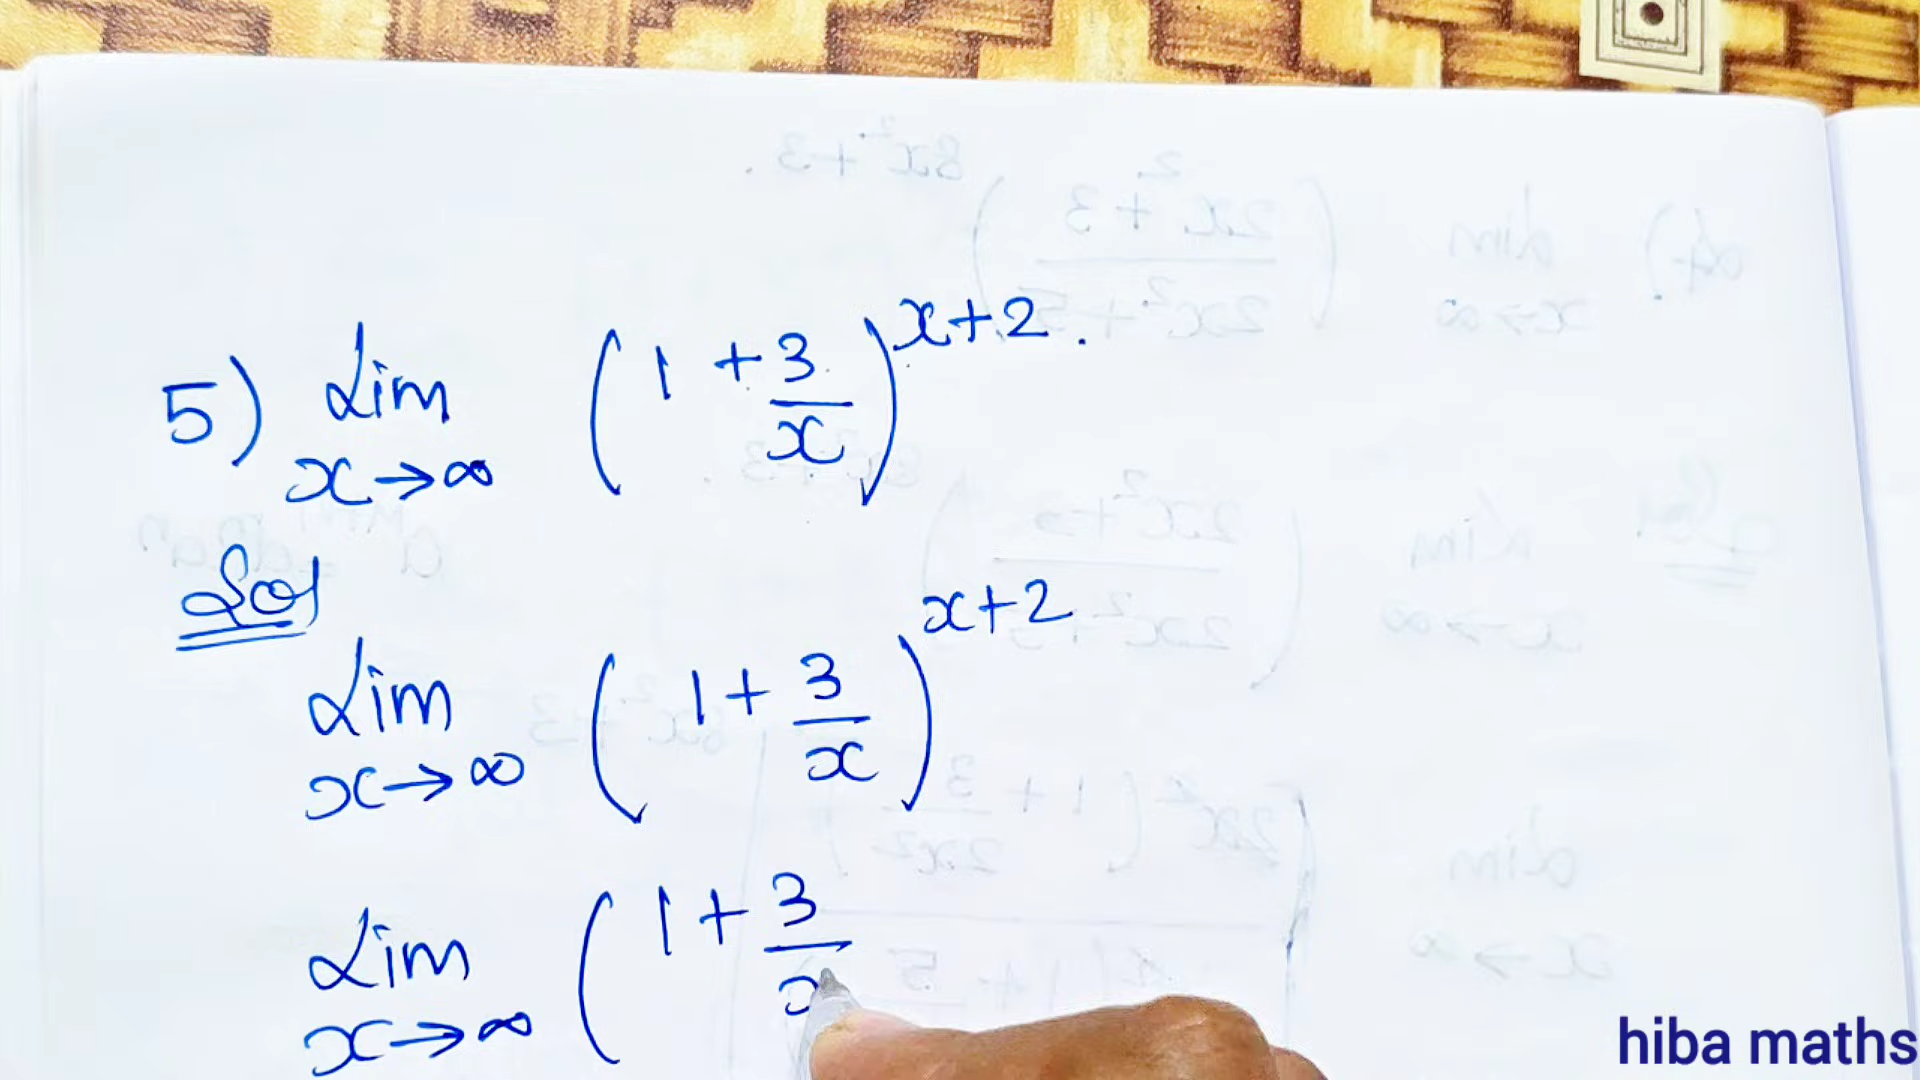 5) Lim x→∞ (1 + 3/x)^x+2.
Sol
Lim x→∞ (1 + 3/x)^x+2
Lim x→∞ (1 + 3/x
hiba maths